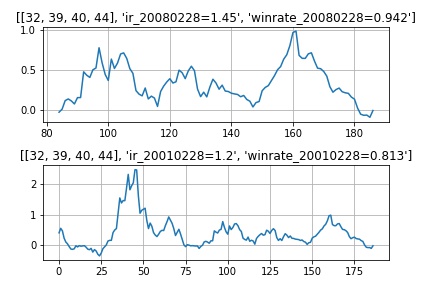 [[32, 39, 40, 44], 'ir_20080228=1.45', 'winrate_20080228=0.942']
1.0
0.5
0.0
80 100 120 140 160 180
[[32, 39, 40, 44], 'ir_20010228=1.2', 'winrate_20010228=0.813']
2
1
0
0 25 50 75 100 125 150 175